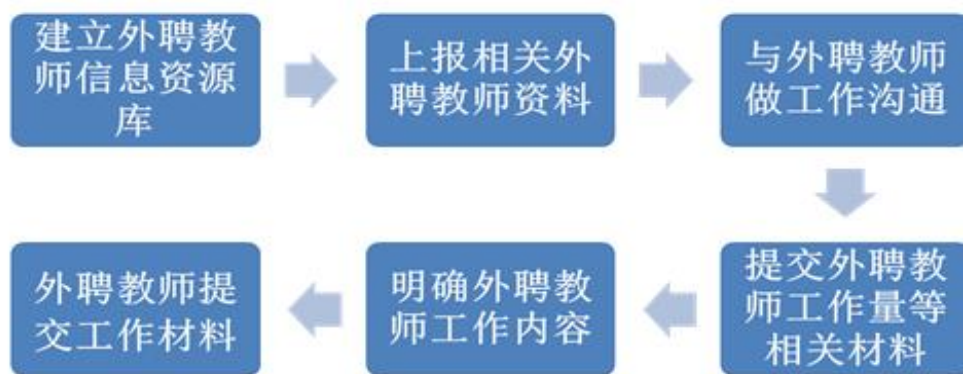 建立外聘教
师信息资源
库
上报相关外
聘教师资料
与外聘教师
做工作沟通
提交外聘教
师工作量等
相关材料
明确外聘教
师工作内容
外聘教师提
交工作材料